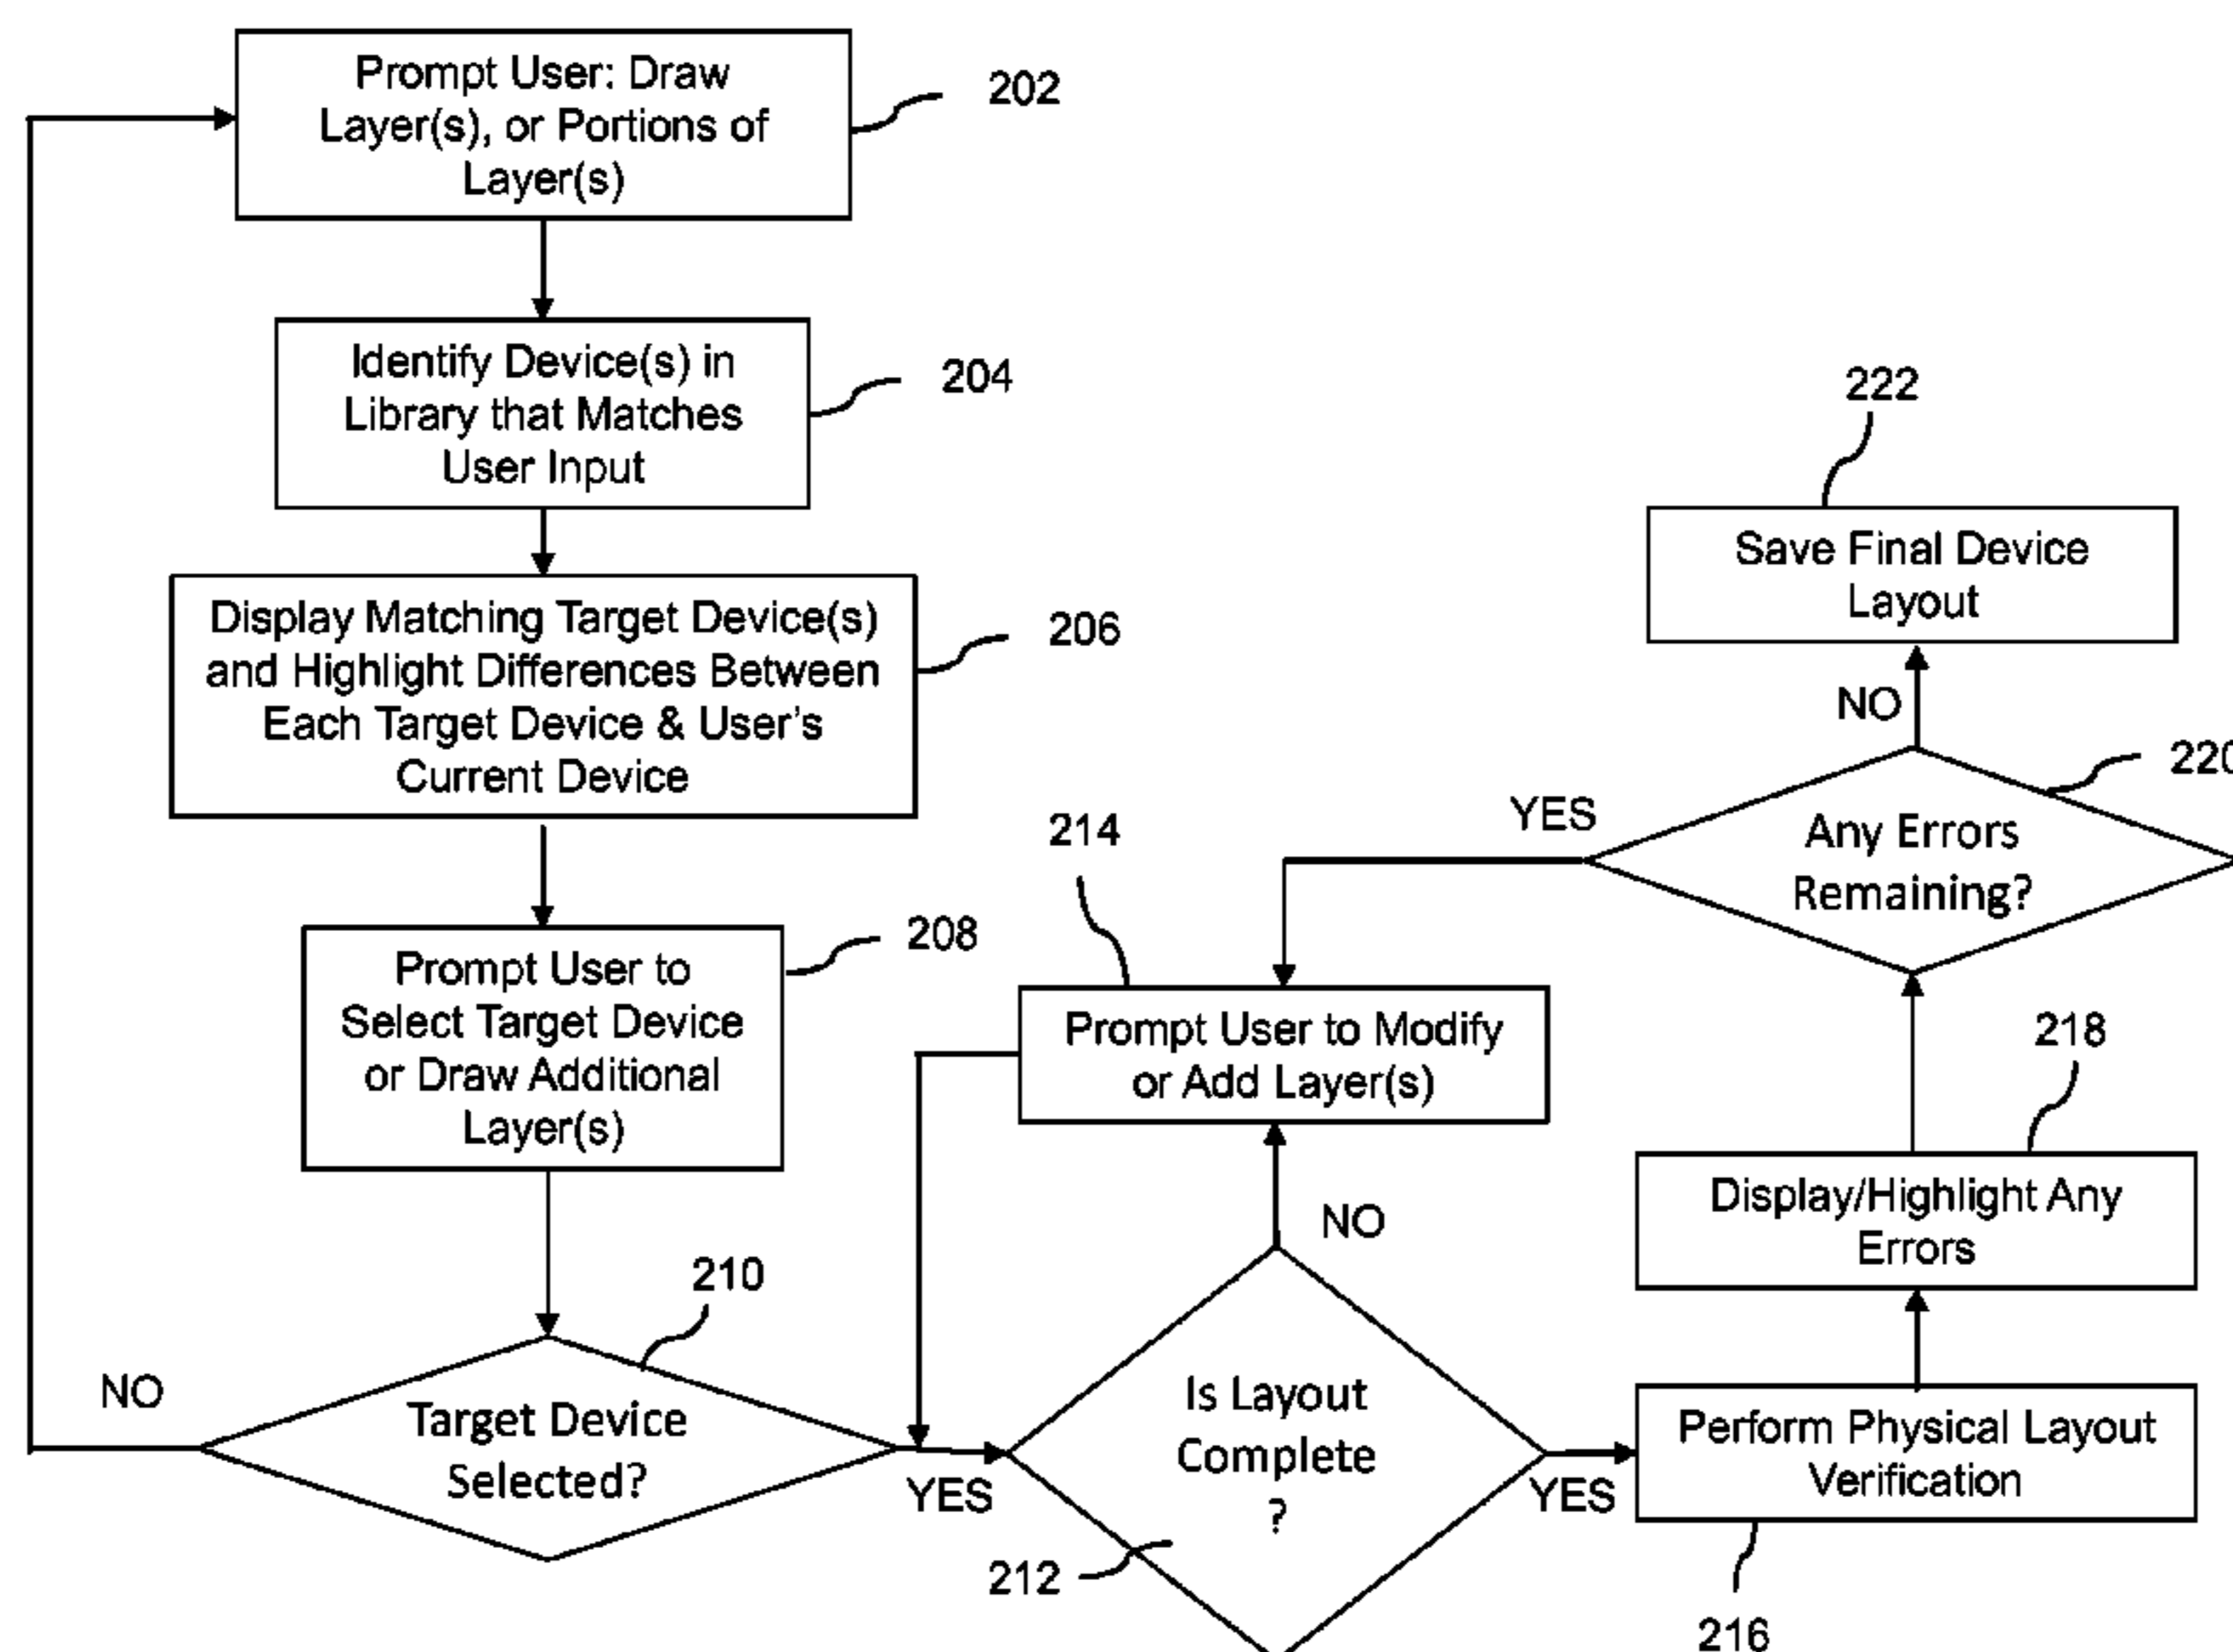 Prompt User: Draw
Layer(s), or Portions of
Layer(s)
202
Identify Device(s) in
Library that Matches
User Input
204
Display Matching Target Device(s)
and Highlight Differences Between
Each Target Device & User's
Current Device
206
Prompt User to
Select Target Device
or Draw Additional
Layer(s)
208
210
Target Device
Selected?
NO
YES
Is Layout
Complete
?
212
NO
YES
214
Prompt User to Modify
or Add Layer(s)
Perform Physical Layout
Verification
216
218
Display/Highlight Any
Errors
220
Any Errors
Remaining?
YES
NO
222
Save Final Device
Layout